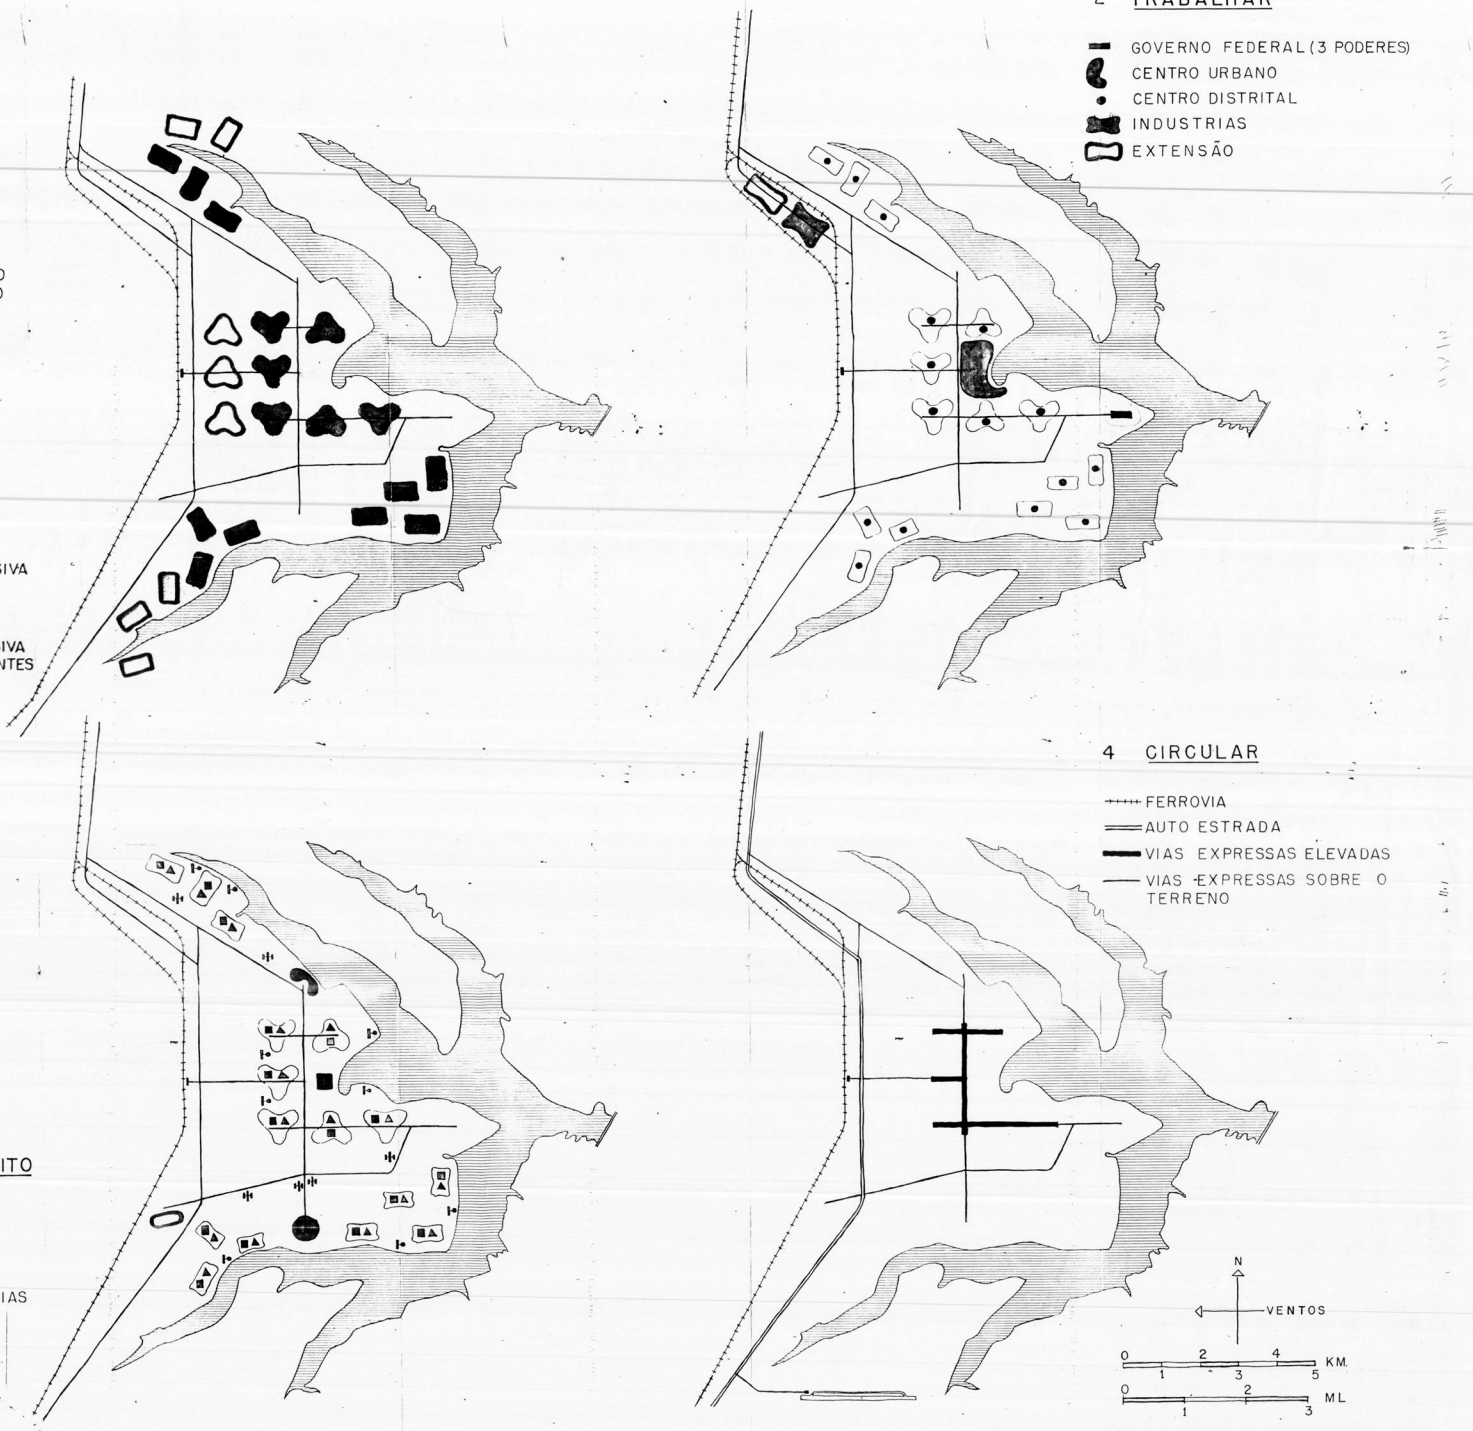 2 TRABALHAR
GOVERNO FEDERAL (3 PODERES)
CENTRO URBANO
CENTRO DISTRITAL
INDUSTRIAS
EXTENSÃO
O
O
SIVA
SIVA
NTES
4 CIRCULAR
FERROVIA
AUTO ESTRADA
VIAS EXPRESSAS ELEVADAS
VIAS EXPRESSAS SOBRE O
TERRENO
ITO
IAS
N
VENTOS
0 2 4 KM.
1 3 5
0 2 ML
1 3